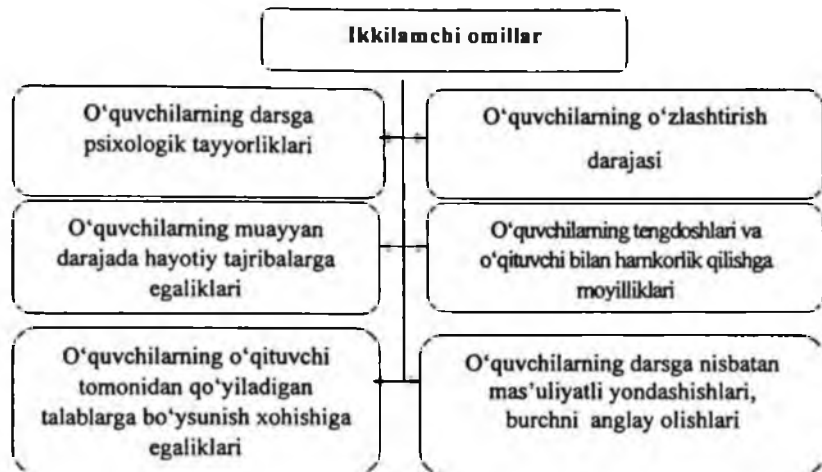 Ikkilamchi omillar
O‘quvchilarning darsga
psixologik tayyorliklari
O‘quvchilarning o‘zlashtirish
darajasi
O‘quvchilarning muayyan
darajada hayotiy tajribalarga
egaliklari
O‘quvchilarning tengdoshlari va
o‘qituvchi bilan hamkorlik qilishga
moyilliklari
O‘quvchilarning o‘qituvchi
tomonidan qo‘yiladigan
talablarga bo‘ysunish xohishiga
egaliklari
O‘quvchilarning darsga nisbatan
mas’uliyatli yondashishlari,
burchni anglay olishlari